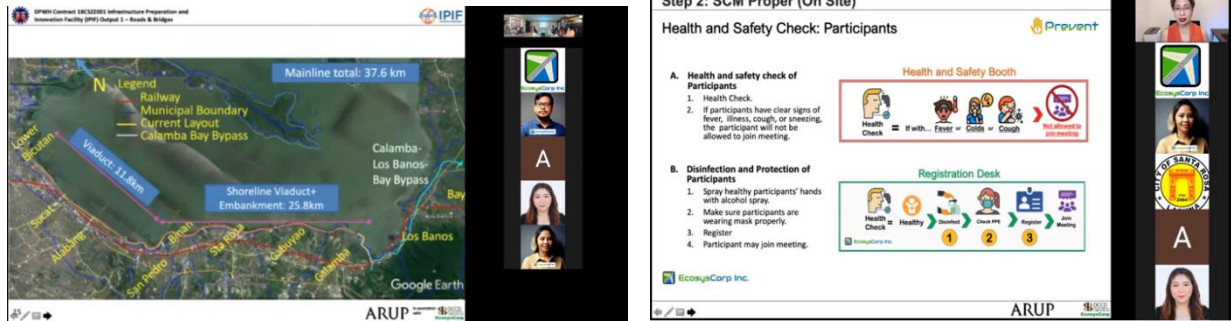 DPWH Contract 18CSZZ001 Infrastructure Preparation and
Innovation Facility (IPIF) Output 1 – Roads & Bridges
IPIF
Mainline total: 37.6 km
N
Legend
Railway
Municipal Boundary
Current Layout
Calamba Bay Bypass
Lower
Bicutan
Viaduct: 11.8km
Calamba-
Los Banos-
Bay Bypass
Shoreline Viaduct+
Embankment: 25.8km
Bay
Los Banos
Sucat
Alabang
San Pedro
Binan
Sta Rosa
Cabuyao
Calamba
Google Earth
ARUP
EcosysCorp Inc
A
Step 2: SCM Proper (On Site)
Health and Safety Check: Participants
Prevent
A. Health and safety check of
Participants
1. Health Check.
2. If participants have clear signs of
fever, illness, cough, or sneezing,
the participant will not be
allowed to join meeting.
Health and Safety Booth
Health
Check
= If with... Fever or Colds or Cough
Not allowed to
join meeting
B. Disinfection and Protection of
Participants
1. Spray healthy participants' hands
with alcohol spray.
2. Make sure participants are
wearing mask properly.
3. Register
4. Participant may join meeting.
Registration Desk
Health
Check
= Healthy
Disinfect
Check PPE
Register
Join
Meeting
1
2
3
EcosysCorp Inc.
EcosysCorp Inc.
ARUP
EcosysCorp Inc
CITY OF SANTA ROSA
A